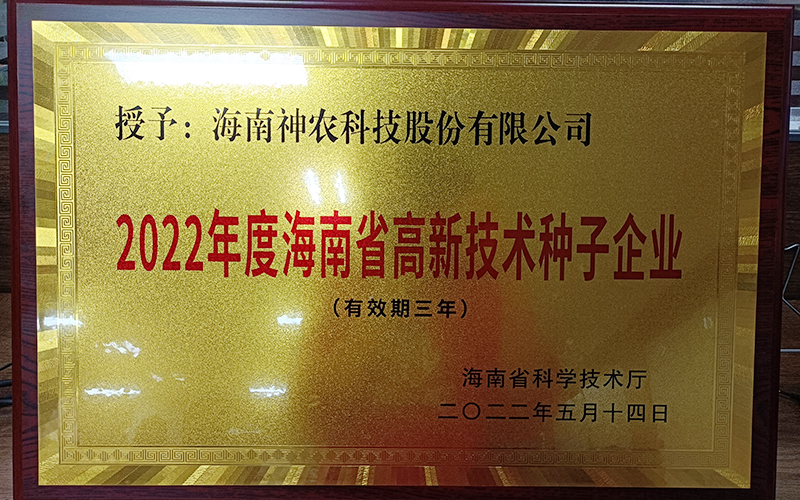 授予：海南神农科技股份有限公司
2022年度海南省高新技术种子企业
（有效期三年）
海南省科学技术厅
二〇二二年五月十四日